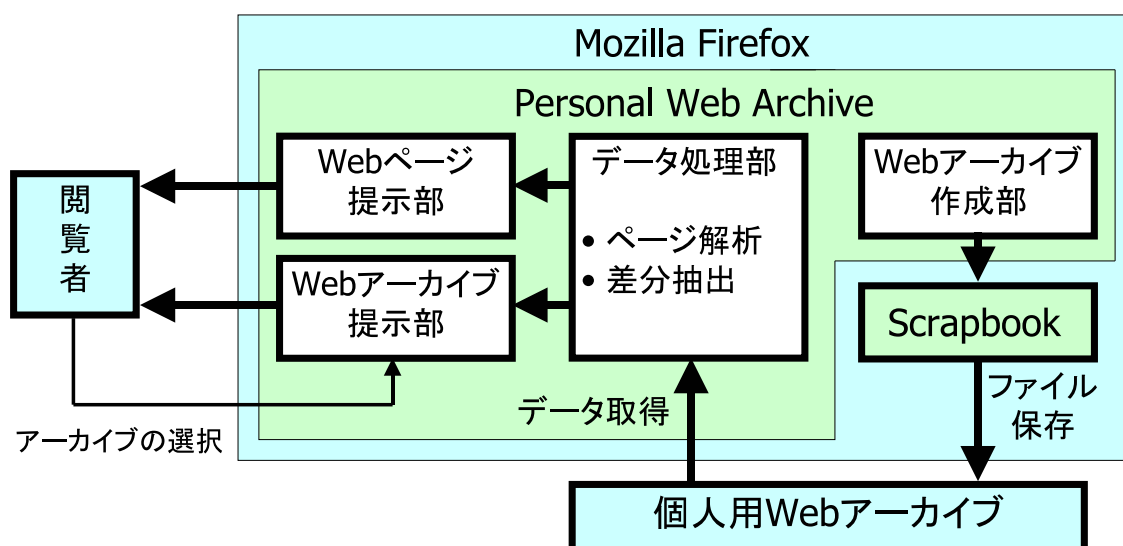 Mozilla Firefox
Personal Web Archive
Webページ
提示部
データ処理部
• ページ解析
• 差分抽出
Webアーカイブ
作成部
閲
覧
者
Webアーカイブ
提示部
Scrapbook
データ取得
ファイル
保存
アーカイブの選択
個人用Webアーカイブ